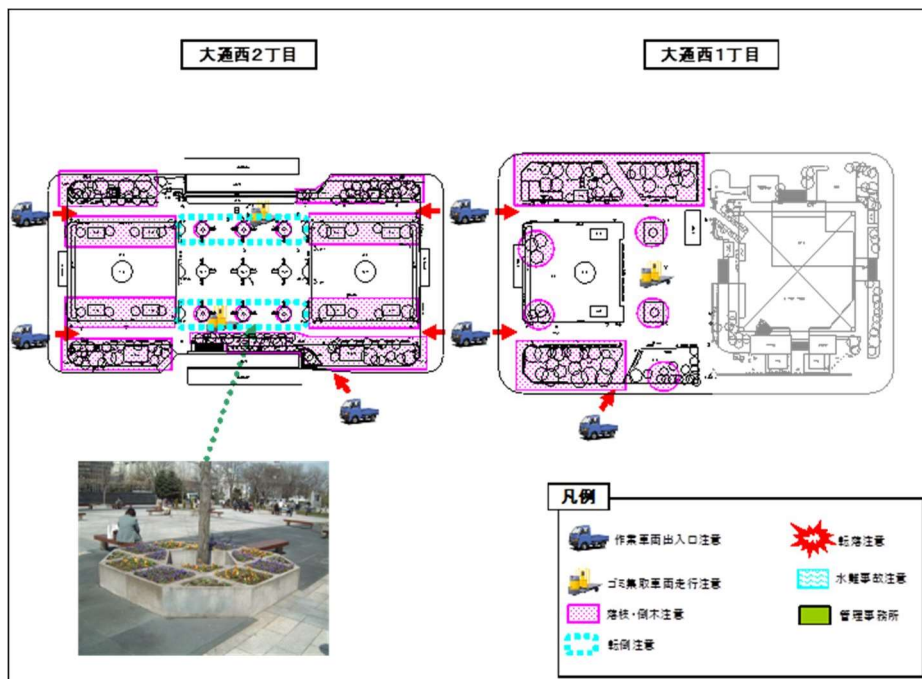 大通西2丁目
大通西1丁目
凡例
作業車両出入口注意
転落注意
ゴミ集取車両走行注意
水難事故注意
落枝・倒木注意
管理事務所
転倒注意